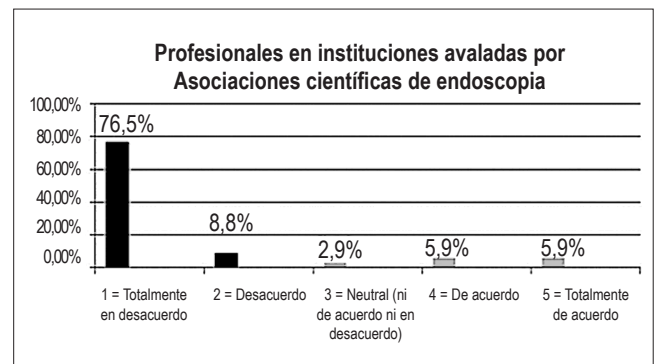 Profesionales en instituciones avaladas por
Asociaciones científicas de endoscopia
100,00%
80,00%
60,00%
40,00%
20,00%
0,00%
76,5%
8,8%
2,9%
5,9%
5,9%
1 = Totalmente
en desacuerdo
2 = Desacuerdo
3 = Neutral (ni
de acuerdo ni en
desacuerdo)
4 = De acuerdo
5 = Totalmente
de acuerdo